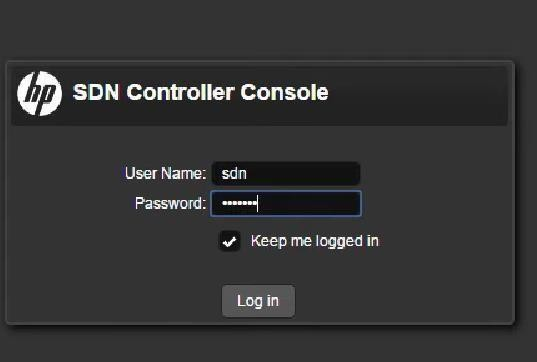 hp SDN Controller Console
User Name: sdn
Password: •••••••
Keep me logged in
Log in